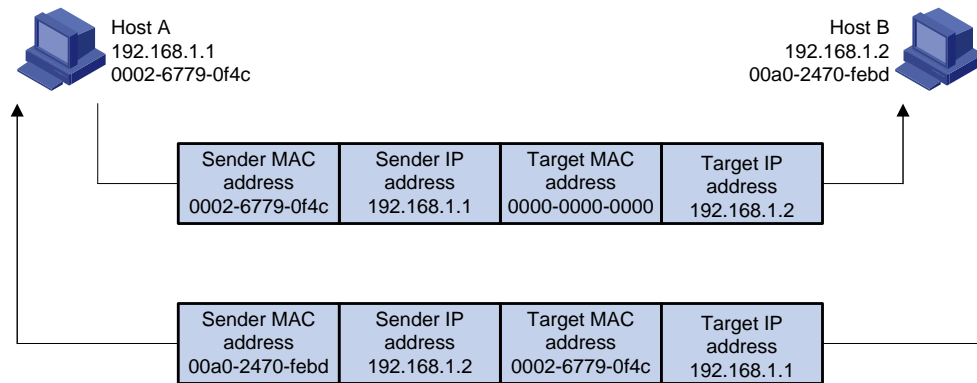 Host A
192.168.1.1
0002-6779-0f4c
Host B
192.168.1.2
00a0-2470-febd
Sender MAC
address
0002-6779-0f4c
Sender IP
address
192.168.1.1
Target MAC
address
0000-0000-0000
Target IP
address
192.168.1.2
Sender MAC
address
00a0-2470-febd
Sender IP
address
192.168.1.2
Target MAC
address
0002-6779-0f4c
Target IP
address
192.168.1.1